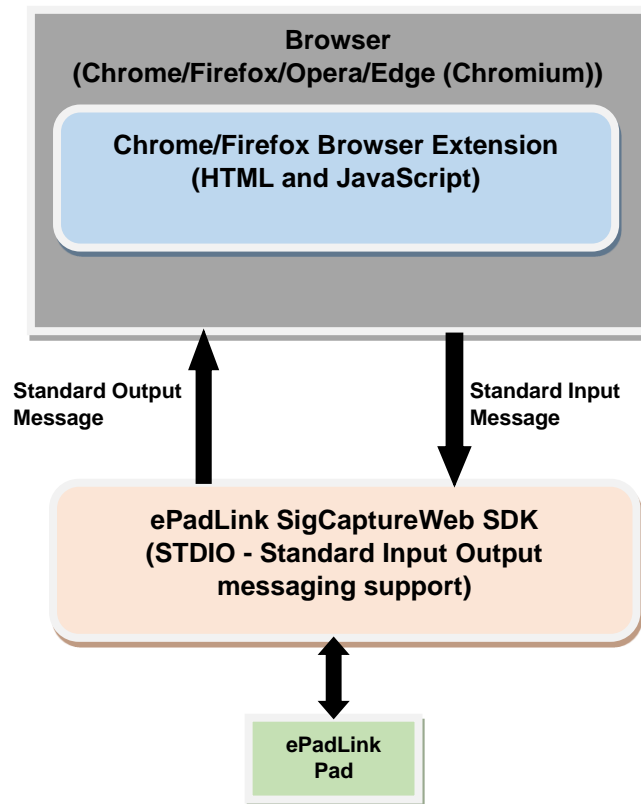 Browser
(Chrome/Firefox/Opera/Edge (Chromium))
Chrome/Firefox Browser Extension
(HTML and JavaScript)
Standard Output
Message
Standard Input
Message
ePadLink SigCaptureWeb SDK
(STDIO - Standard Input Output
messaging support)
ePadLink
Pad